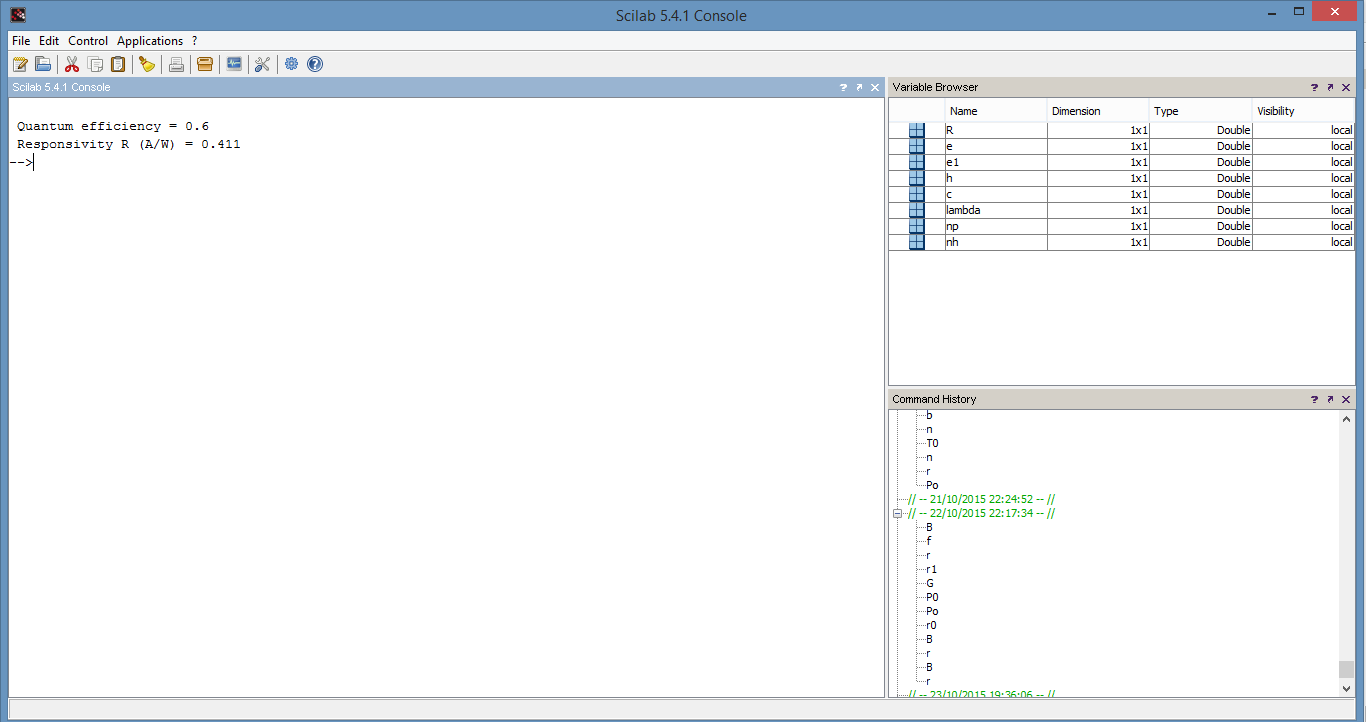 Scilab 5.4.1 Console
File Edit Control Applications ?
Scilab 5.4.1 Console
Quantum efficiency = 0.6
Responsivity R (A/W) = 0.411
-->
Variable Browser
Name Dimension Type Visibility
R 1x1 Double local
e 1x1 Double local
e1 1x1 Double local
h 1x1 Double local
c 1x1 Double local
lambda 1x1 Double local
np 1x1 Double local
nh 1x1 Double local
Command History
b
n
T0
n
r
Po
// -- 21/10/2015 22:24:52 -- //
// -- 22/10/2015 22:17:34 -- //
B
f
r
r1
G
P0
Po
r0
B
r
B
r
// -- 23/10/2015 19:36:06 -- //